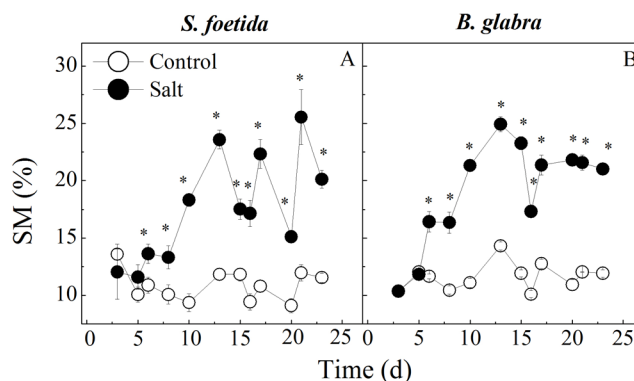 S. foetida B. glabra
A B
Control
Salt
30
25
20
15
10
SM (%)
* * * * * * * * * *
* * * * * * * * * *
0 5 10 15 20 25 0 5 10 15 20 25
Time (d)